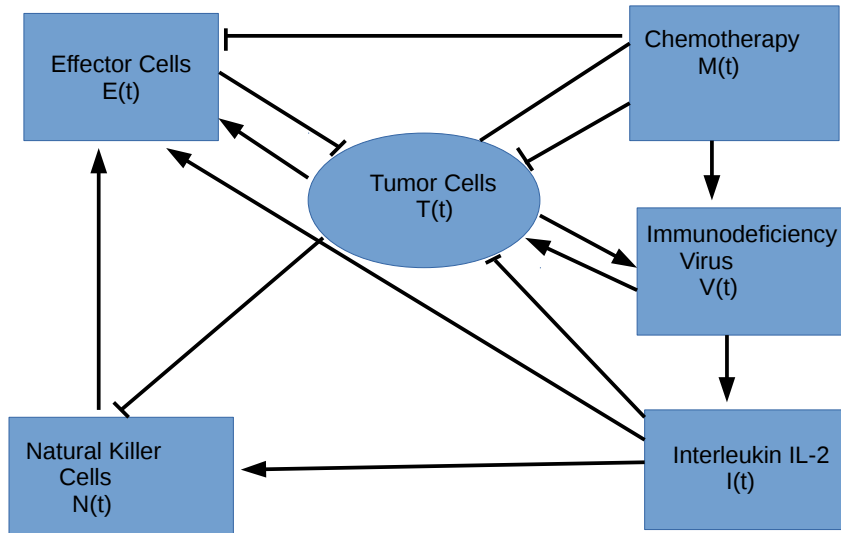 Effector Cells
E(t)
Chemotherapy
M(t)
Tumor Cells
T(t)
Immunodeficiency
Virus
V(t)
Natural Killer
Cells
N(t)
Interleukin IL-2
I(t)